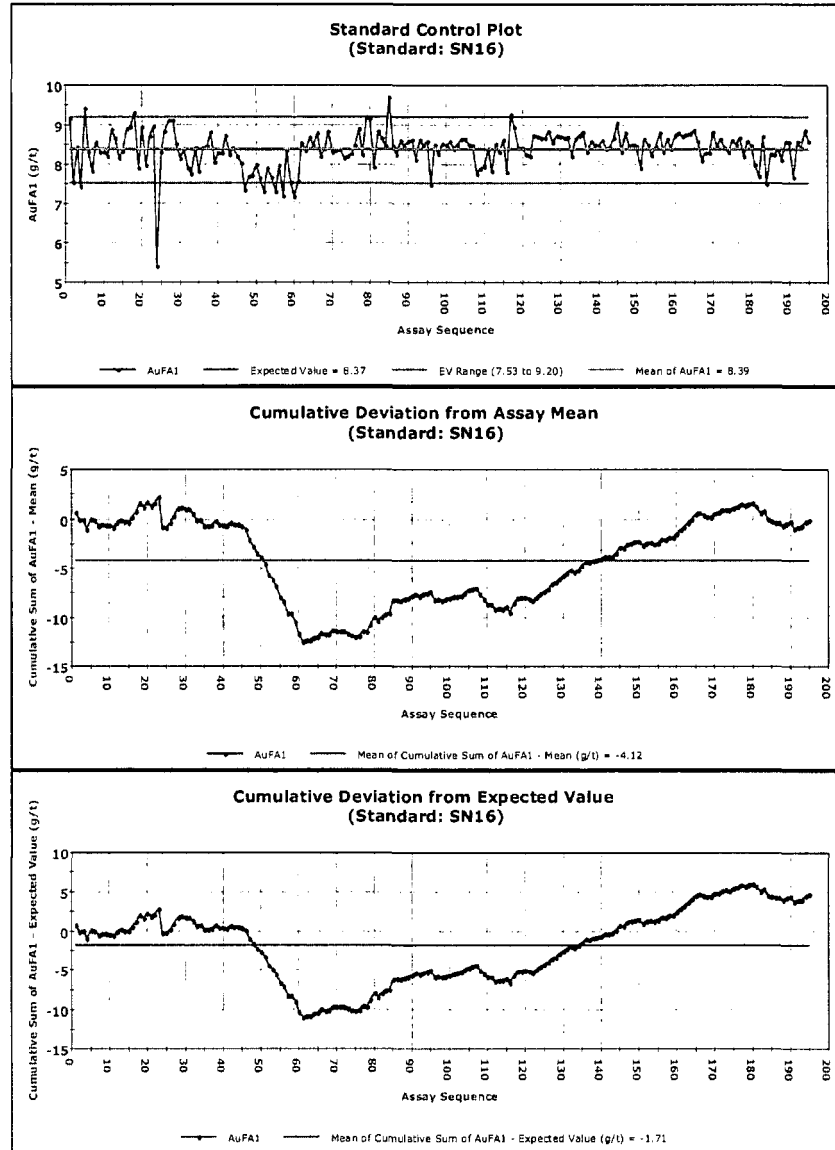 Standard Control Plot
(Standard: SN16)
AuFA1 (g/t)
10
9
8
7
6
5
0 10 20 30 40 50 60 70 80 90 100 110 120 130 140 150 160 170 180 190 200
Assay Sequence
AuFA1 Expected Value = 8.37 EV Range (7.53 to 9.20) Mean of AuFA1 = 8.39
Cumulative Deviation from Assay Mean
(Standard: SN16)
Cumulative Sum of AuFA1 - Mean (g/t)
5
0
-5
-10
-15
0 10 20 30 40 50 60 70 80 90 100 110 120 130 140 150 160 170 180 190 200
Assay Sequence
AuFA1 Mean of Cumulative Sum of AuFA1 - Mean (g/t) = -4.12
Cumulative Deviation from Expected Value
(Standard: SN16)
Cumulative Sum of AuFA1 - Expected Value (g/t)
10
5
0
-5
-10
-15
0 10 20 30 40 50 60 70 80 90 100 110 120 130 140 150 160 170 180 190 200
Assay Sequence
AuFA1 Mean of Cumulative Sum of AuFA1 - Expected Value (g/t) = -1.71